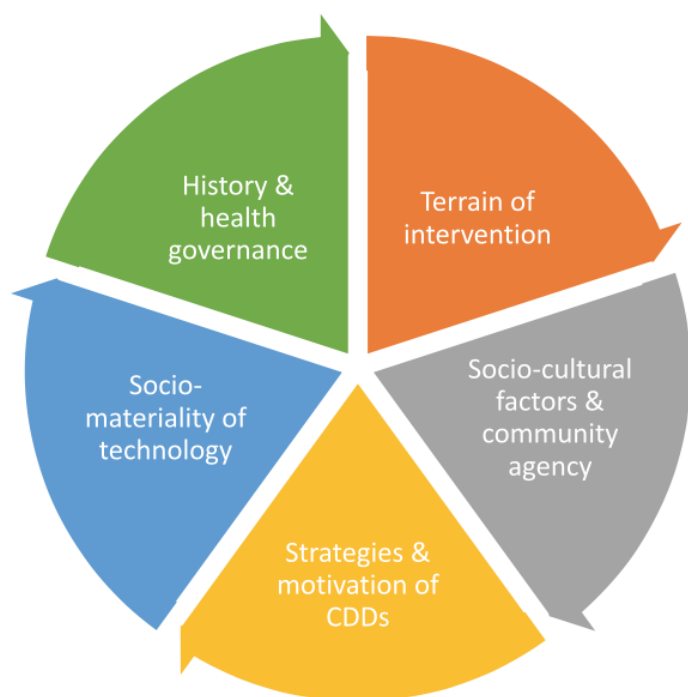 History &
health
governance
Terrain of
intervention
Socio-cultural
factors &
community
agency
Strategies &
motivation of
CDDs
Socio-
materiality of
technology